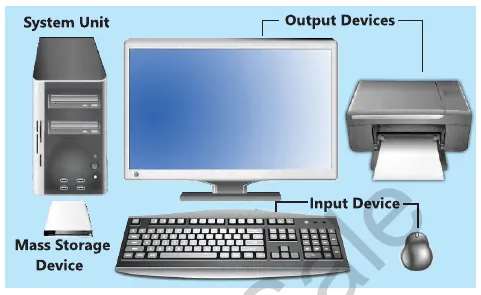 System Unit
Output Devices
Input Device
Mass Storage
Device